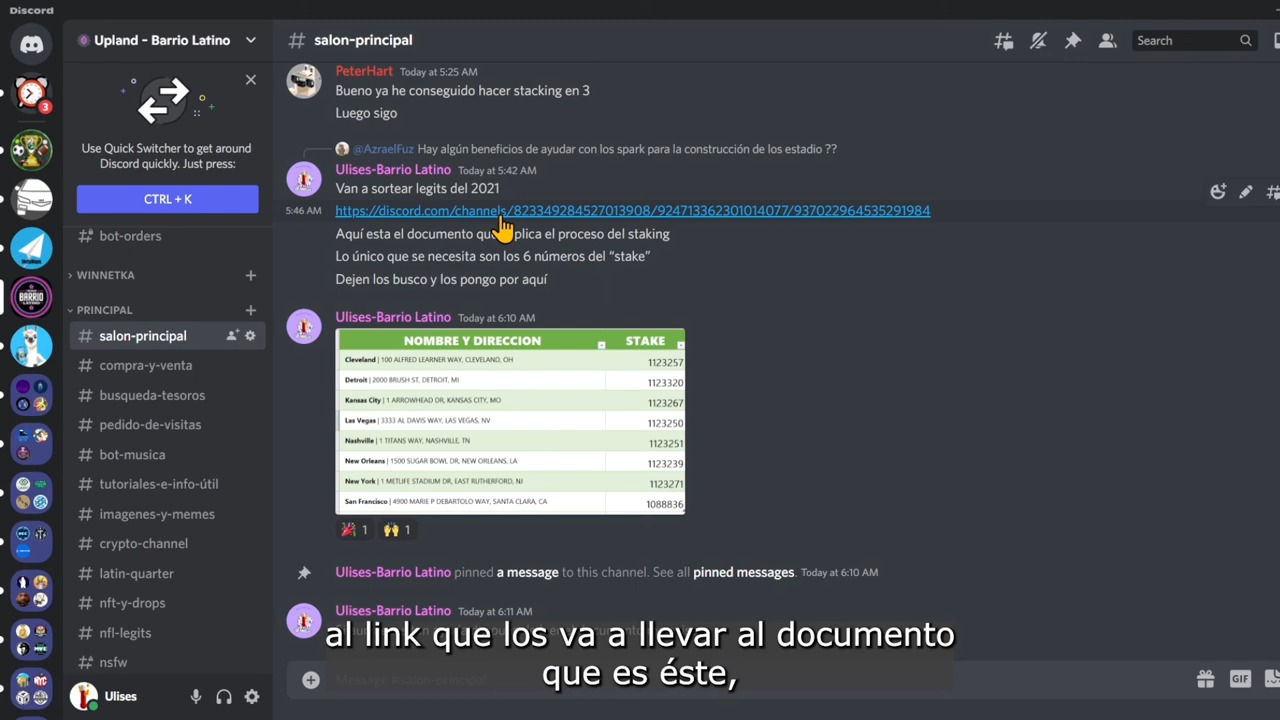 Discord
Upland – Barrio Latino
salon-principal
Search
Use Quick Switcher to get around
Discord quickly. Just press:
CTRL + K
bot-orders
WINNETKA
PRINCIPAL
salon-principal
compra-y-venta
busqueda-tesoros
pedido-de-visitas
bot-musica
tutoriales-e-info-útil
imagenes-y-memes
crypto-channel
latin-quarter
nft-y-drops
nfl-legits
nsfw
3
Ulises
PeterHart Today at 5:25 AM
Bueno ya he conseguido hacer stacking en 3
Luego sigo
@AzraelFuz Hay algún beneficios de ayudar con los spark para la construcción de los estadio ??
Ulises-Barrio Latino Today at 5:42 AM
Van a sortear legits del 2021
5:46 AM https://discord.com/channels/823349284527013908/924713362301014077/937022964535291984
Aquí esta el documento que plica el proceso del staking
Lo único que se necesita son los 6 números del “stake”
Dejen los busco y los pongo por aquí
Ulises-Barrio Latino Today at 6:10 AM
NOMBRE Y DIRECCION STAKE
Cleveland | 100 ALFRED LEARNER WAY, CLEVELAND, OH 1123257
Detroit | 2000 BRUSH ST, DETROIT, MI 1123320
Kansas City | 1 ARROWHEAD DR, KANSAS CITY, MO 1123267
Las Vegas | 3333 AL DAVIS WAY, LAS VEGAS, NV 1123250
Nashville | 1 TITANS WAY, NASHVILLE, TN 1123251
New Orleans | 1500 SUGAR BOWL DR, NEW ORLEANS, LA 1123239
New York | 1 METLIFE STADIUM DR, EAST RUTHERFORD, NJ 1123271
San Francisco | 4900 MARIE P DEBARTOLO WAY, SANTA CLARA, CA 1088836
1 1
Ulises-Barrio Latino pinned a message to this channel. See all pinned messages. Today at 6:10 AM
Ulises-Barrio Latino Today at 6:11 AM
al link que los va a llevar al documento
que es éste,
Message #salon-principal
GIF